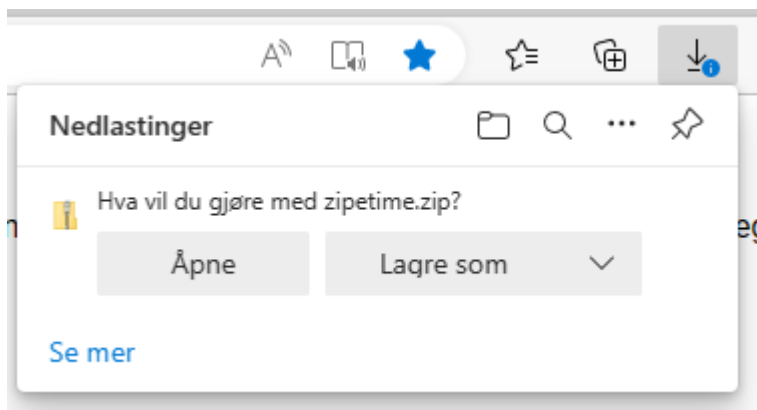 Nedlastinger
Hva vil du gjøre med zipetime.zip?
Åpne
Lagre som
Se mer